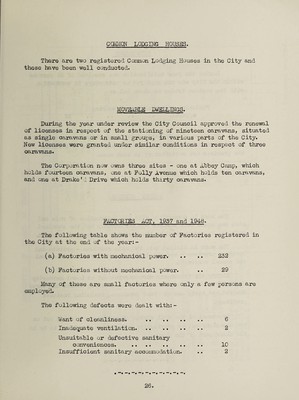 COMMON LODGING HOUSES.
There are two registered Common Lodging Houses in the City and
these have been well conducted.
MOVEABLE DWELLINGS.
During the year under review the City Council approved the renewal
of licenses in respect of the stationing of nineteen caravans, situated
as single caravans or in small groups, in various parts of the City.
New licenses were granted under similar conditions in respect of three
caravans.
The Corporation now owns three sites - one at Abbey Camp, which
holds fourteen caravans, one at Folly Avenue which holds ten caravans,
and one at Drake's Drive which holds thirty caravans.
FACTORIES ACT, 1937 and 1948.
The following table shows the number of Factories registered in
the City at the end of the year:-
(a) Factories with mechanical power. .. .. 232
(b) Factories without mechanical power. .. 29
Many of these are small factories where only a few persons are
employed.
The following defects were dealt with:-
Want of cleanliness. .. .. .. .. 6
Inadequate ventilation. .. .. .. .. 2
Unsuitable or defective sanitary
conveniences. .. .. .. .. .. 10
Insufficient sanitary accommodation. .. 2
26.